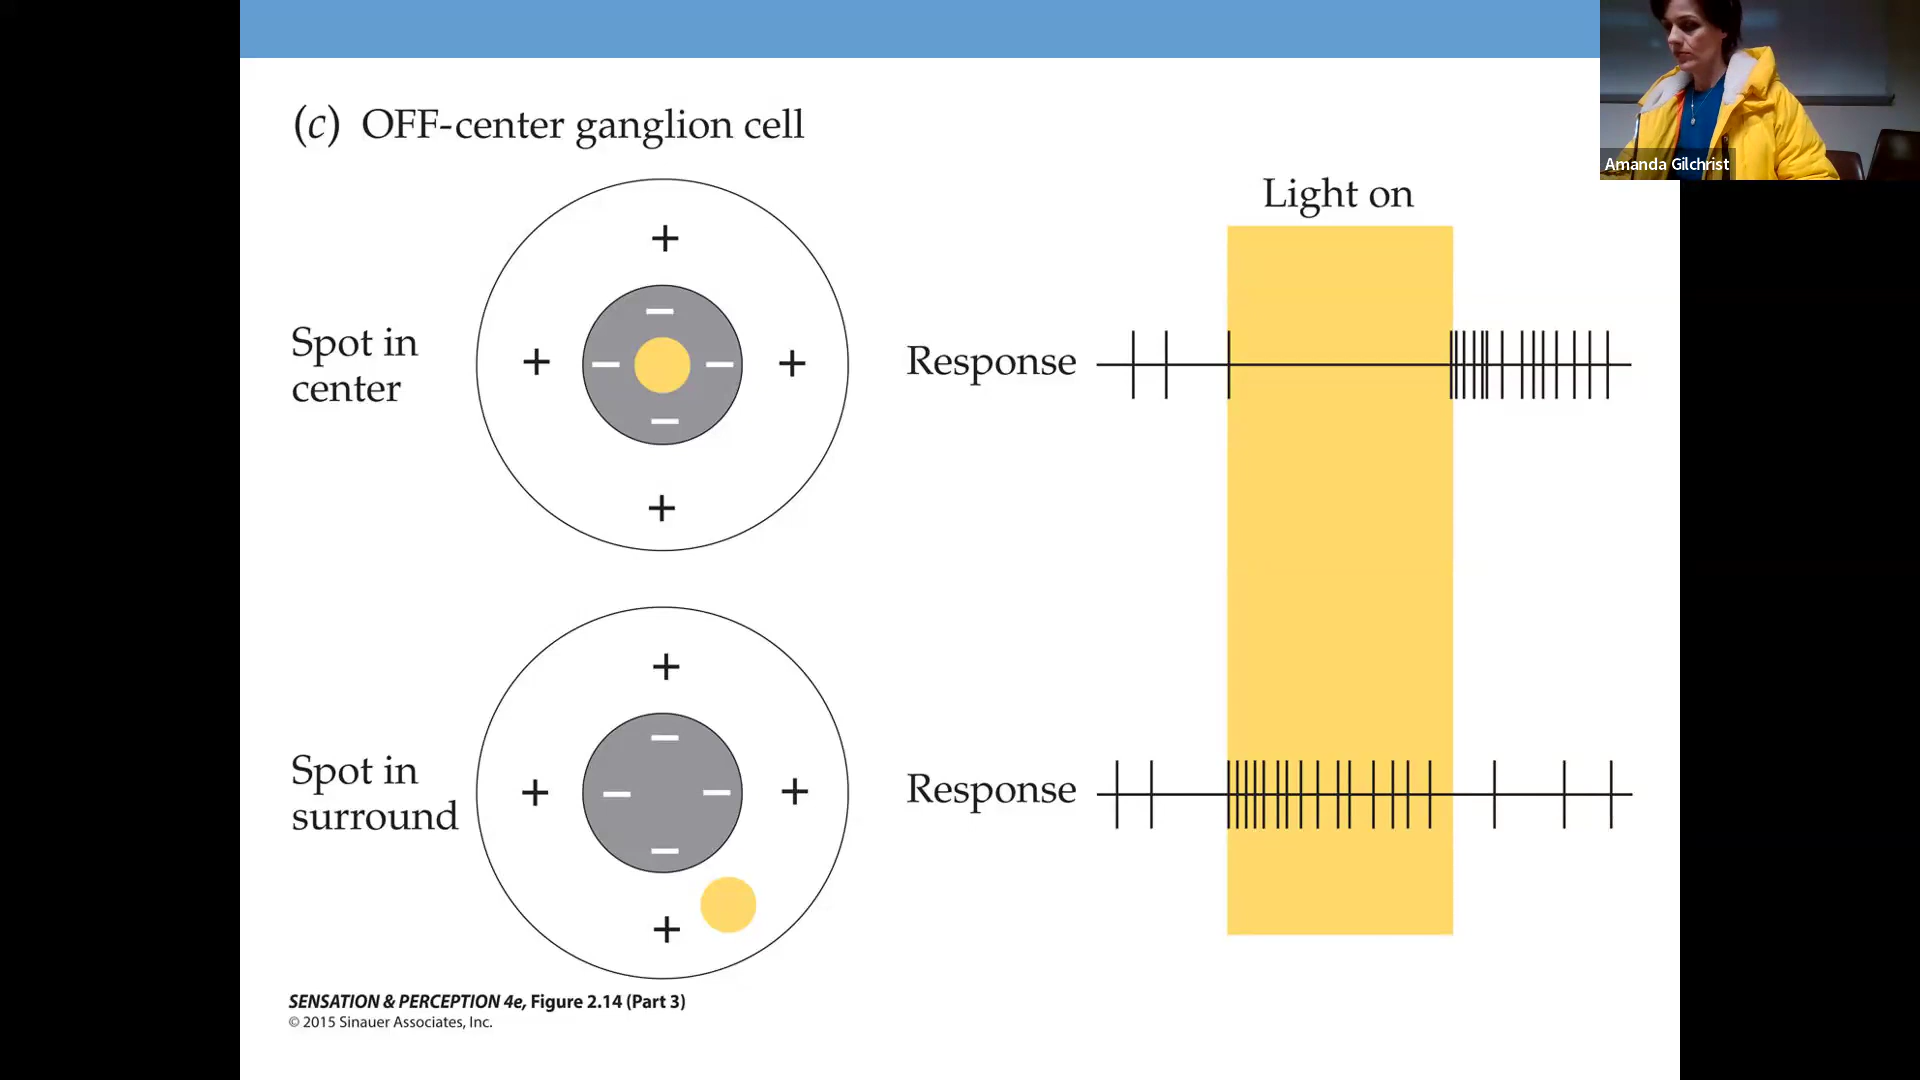 Amanda Gilchrist
(c) OFF-center ganglion cell
Light on
+
−
Spot in
center
+ − − +
Response
−
+
+
−
Spot in
surround
+ − − +
Response
−
+
SENSATION & PERCEPTION 4e, Figure 2.14 (Part 3)
© 2015 Sinauer Associates, Inc.